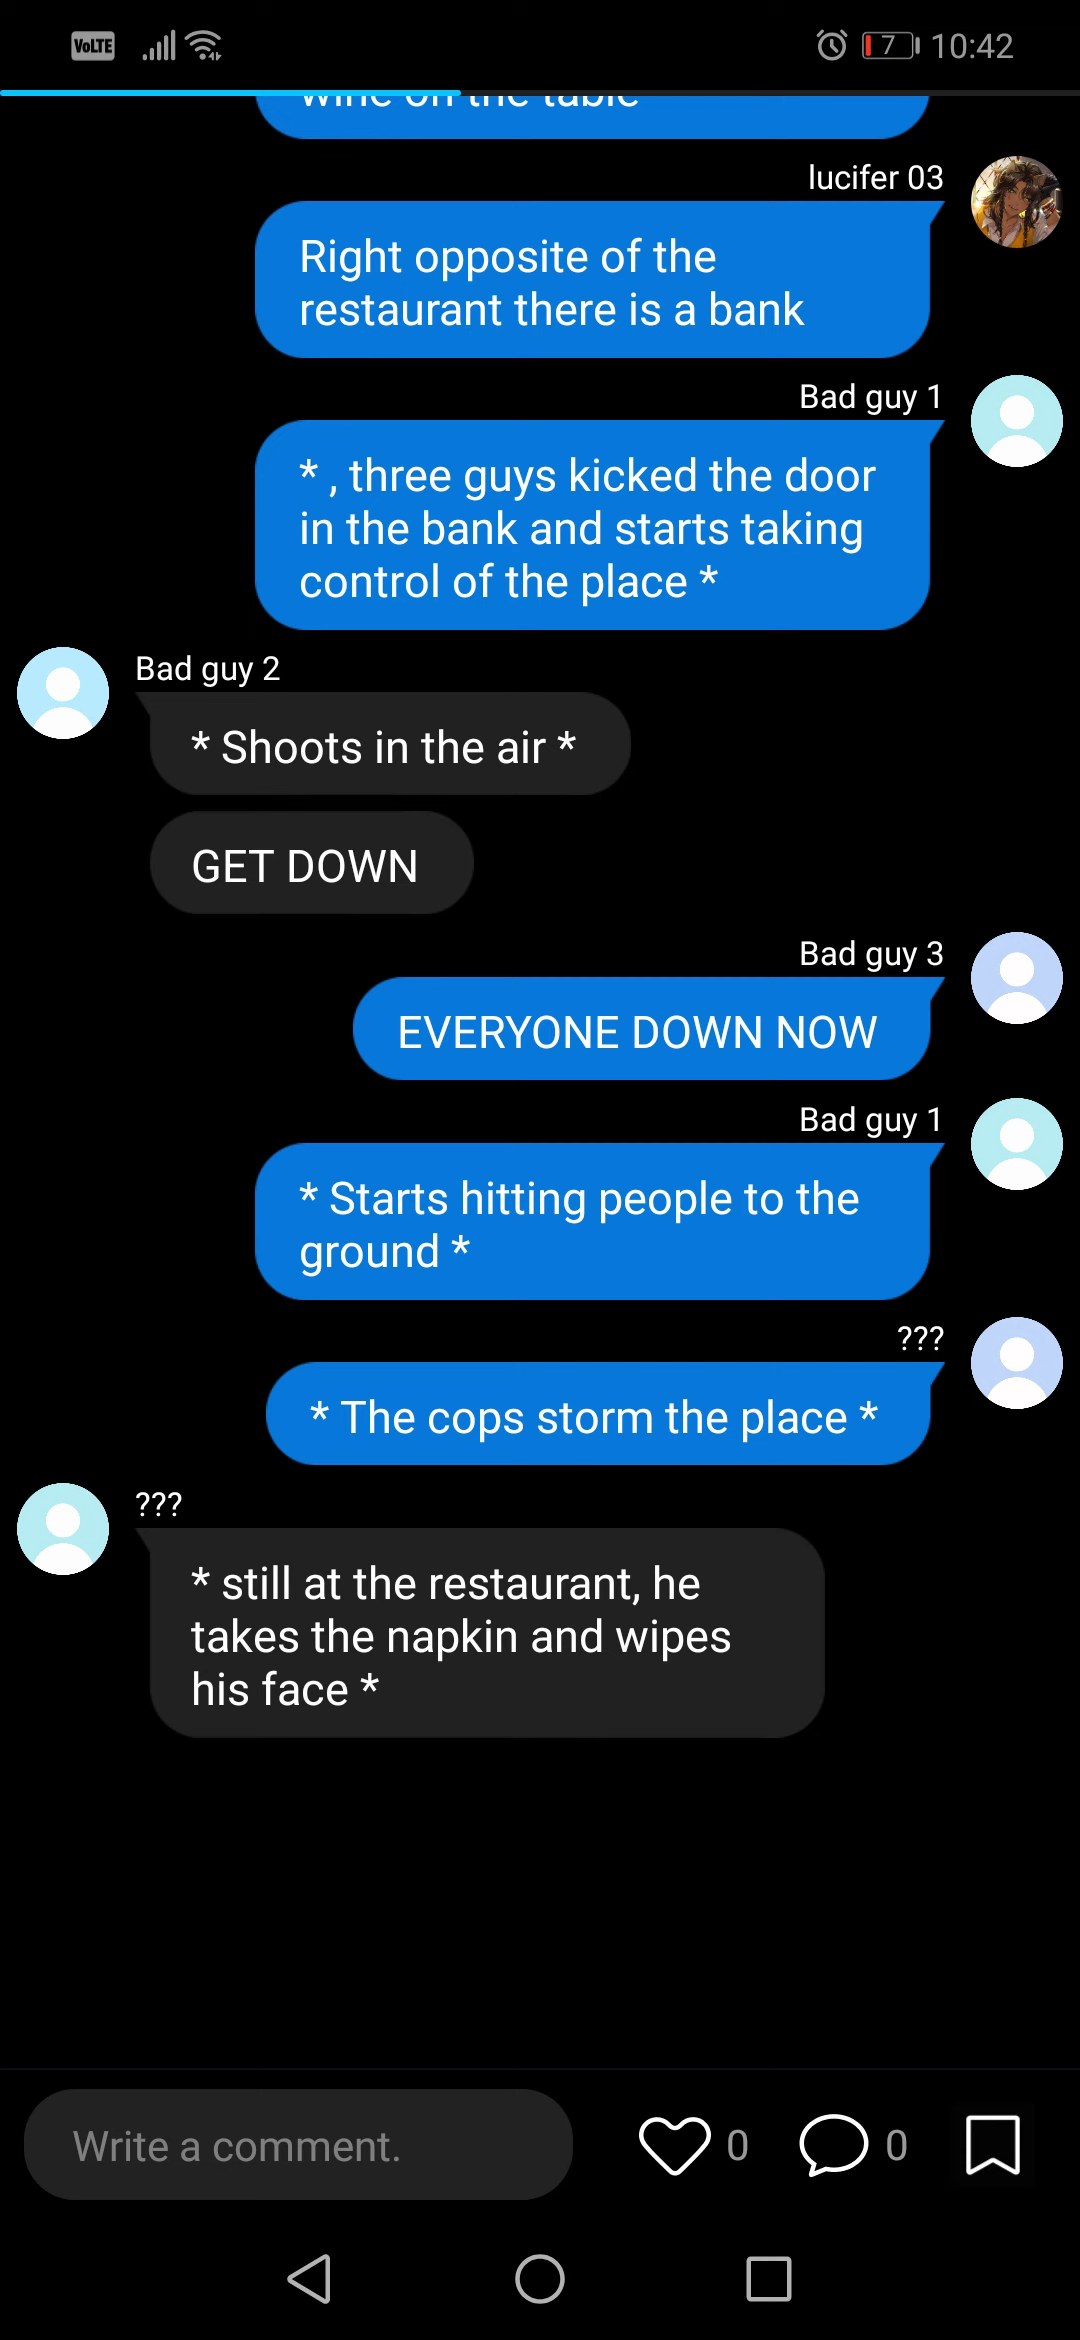 VoLTE
7
10:42
wine on the table
lucifer 03
Right opposite of the
restaurant there is a bank
Bad guy 1
* , three guys kicked the door
in the bank and starts taking
control of the place *
Bad guy 2
* Shoots in the air *
GET DOWN
Bad guy 3
EVERYONE DOWN NOW
Bad guy 1
* Starts hitting people to the
ground *
???
* The cops storm the place *
???
* still at the restaurant, he
takes the napkin and wipes
his face *
Write a comment.
0
0